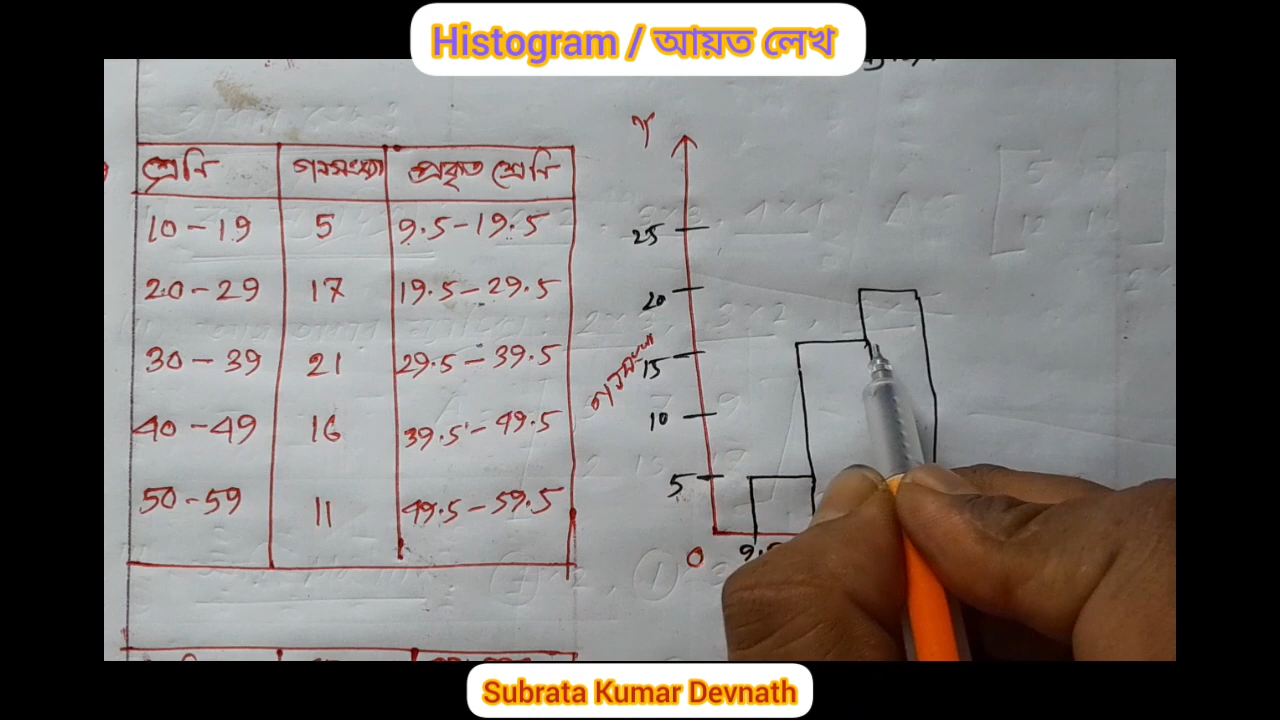 Histogram / আয়ত লেখ
শ্রেনি গনসংখ্যা প্রকৃত শ্রেনি
10-19 5 9.5-19.5
20-29 17 19.5-29.5
30-39 21 29.5-39.5
40-49 16 39.5-49.5
50-59 11 49.5-59.5
Y
25
20
15
10
5
গনসংখ্যা
0
Subrata Kumar Devnath